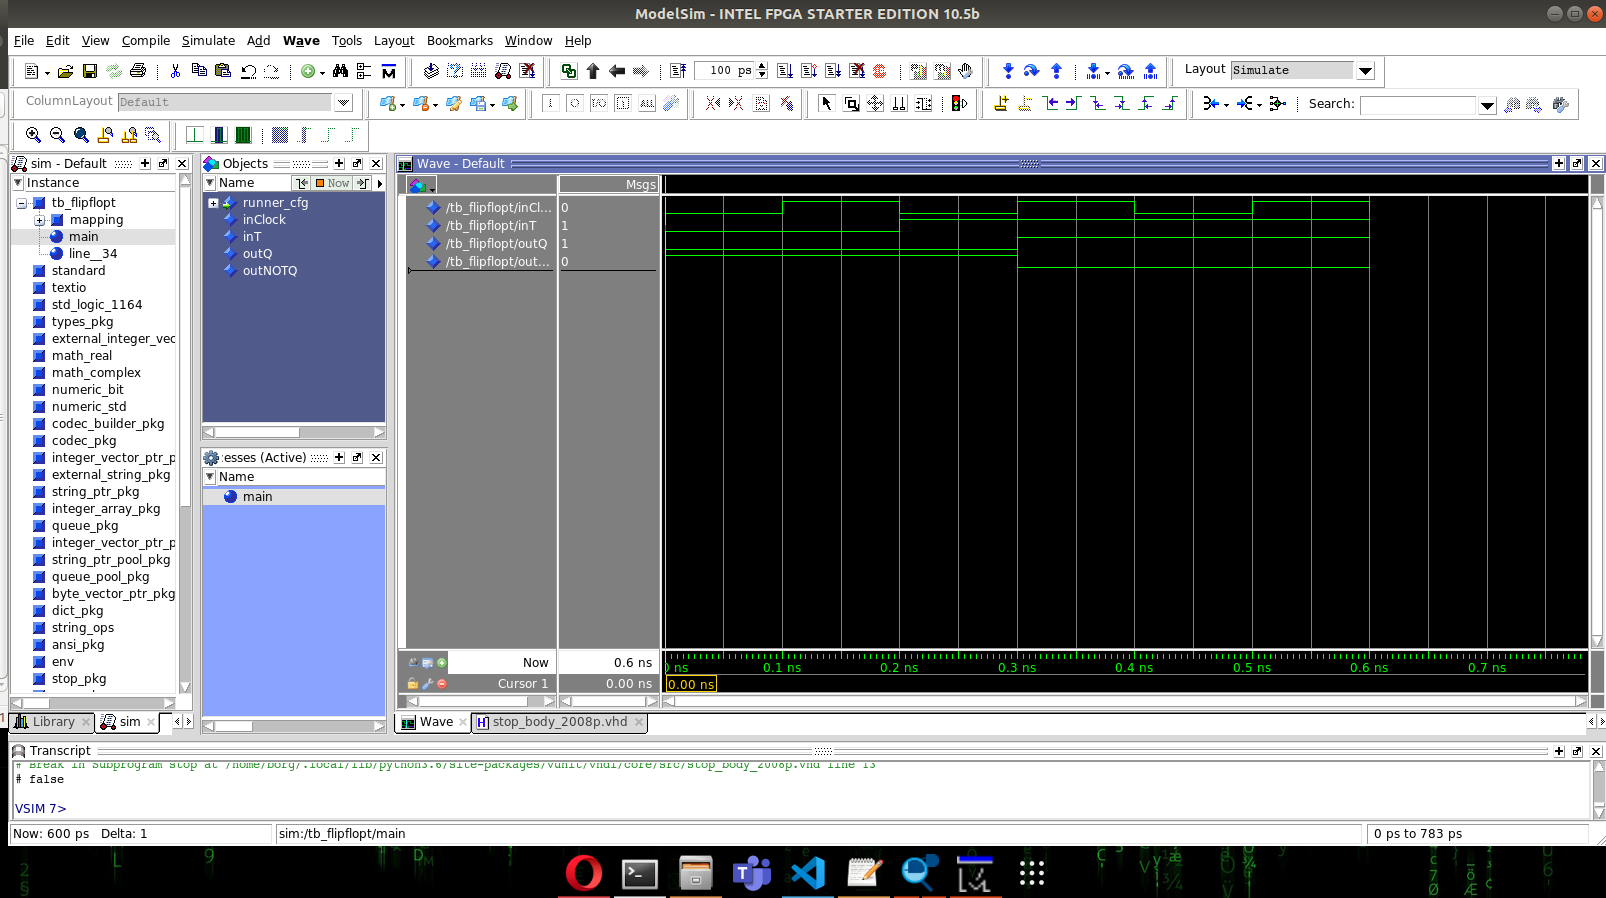 ModelSim - INTEL FPGA STARTER EDITION 10.5b
File Edit View Compile Simulate Add Wave Tools Layout Bookmarks Window Help
100 ps
Layout Simulate
ColumnLayout Default
ALL
Search:
sim - Default
Instance
tb_flipflopt
mapping
main
line__34
standard
textio
std_logic_1164
types_pkg
external_integer_vec
math_real
math_complex
numeric_bit
numeric_std
codec_builder_pkg
codec_pkg
integer_vector_ptr_p
external_string_pkg
string_ptr_pkg
integer_array_pkg
queue_pkg
integer_vector_ptr_p
string_ptr_pool_pkg
queue_pool_pkg
byte_vector_ptr_pkg
dict_pkg
string_ops
ansi_pkg
env
stop_pkg
Library sim
Objects
Name Now
runner_cfg
inClock
inT
outQ
outNOTQ
esses (Active)
Name
main
Wave - Default
Msgs
/tb_flipflopt/inCl... 0
/tb_flipflopt/inT 1
/tb_flipflopt/outQ 1
/tb_flipflopt/out... 0
Now 0.6 ns
ns 0.1 ns 0.2 ns 0.3 ns 0.4 ns 0.5 ns 0.6 ns 0.7 ns
Cursor 1 0.00 ns
0.00 ns
Wave stop_body_2008p.vhd
Transcript
# Break in Subprogram stop at /home/borg/.local/lib/python3.6/site-packages/vunit/vhdl/core/src/stop_body_2008p.vhd line 13
# false
VSIM 7>
Now: 600 ps Delta: 1
sim:/tb_flipflopt/main
0 ps to 783 ps